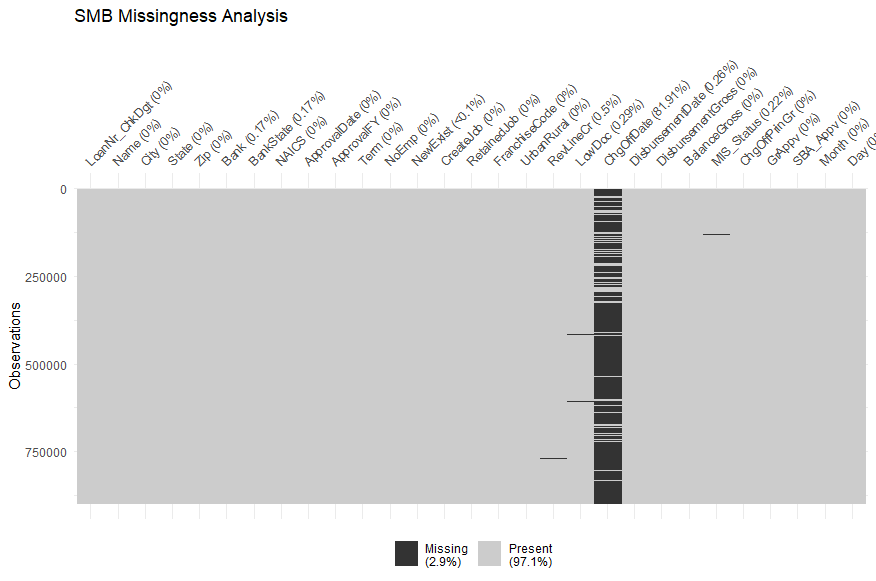 SMB Missingness Analysis
LoanNr_ChkDgt (0%)
Name (0%)
City (0%)
State (0%)
Zip (0%)
Bank (0.17%)
BankState (0.17%)
NAICS (0%)
ApprovalDate (0%)
ApprovalFY (0%)
Term (0%)
NoEmp (0%)
NewExist (<0.1%)
CreateJob (0%)
RetainedJob (0%)
FranchiseCode (0%)
UrbanRural (0%)
RevLineCr (0.5%)
LowDoc (0.29%)
ChgOffDate (81.91%)
DisbursementDate (0.26%)
DisbursementGross (0%)
BalanceGross (0%)
MIS_Status (0.22%)
ChgOffPrinGr (0%)
GrAppv (0%)
SBA_Appv (0%)
Month (0%)
Day (0%
0
250000
500000
750000
Observations
Missing
(2.9%)
Present
(97.1%)